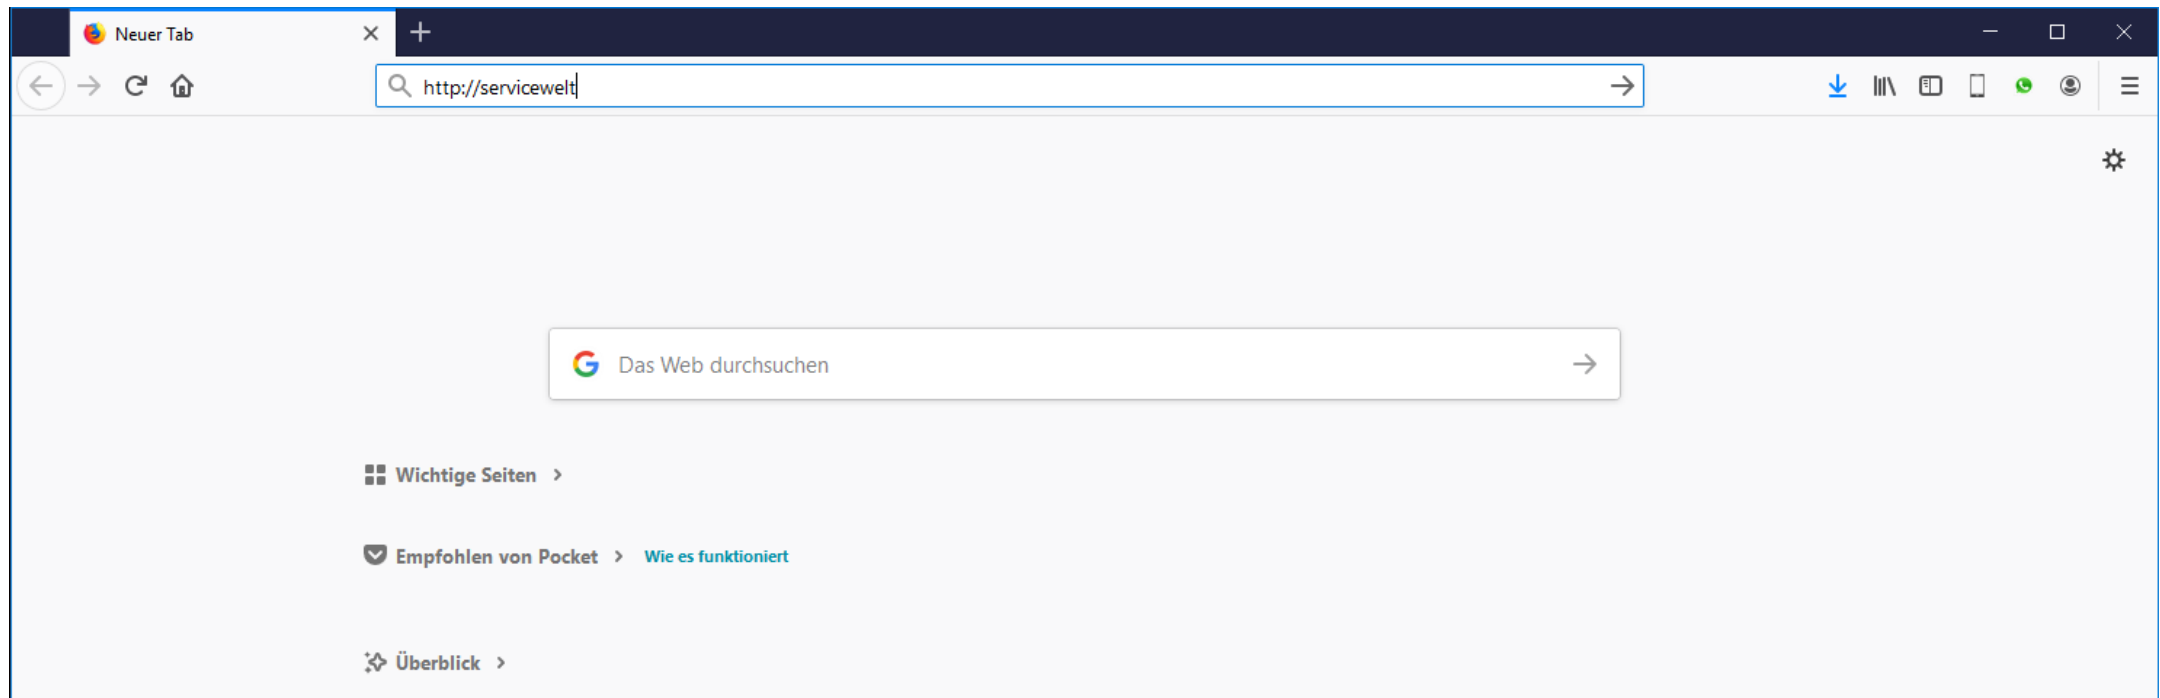 Neuer Tab
http://servicewelt
Das Web durchsuchen
Wichtige Seiten
Empfohlen von Pocket Wie es funktioniert
Überblick